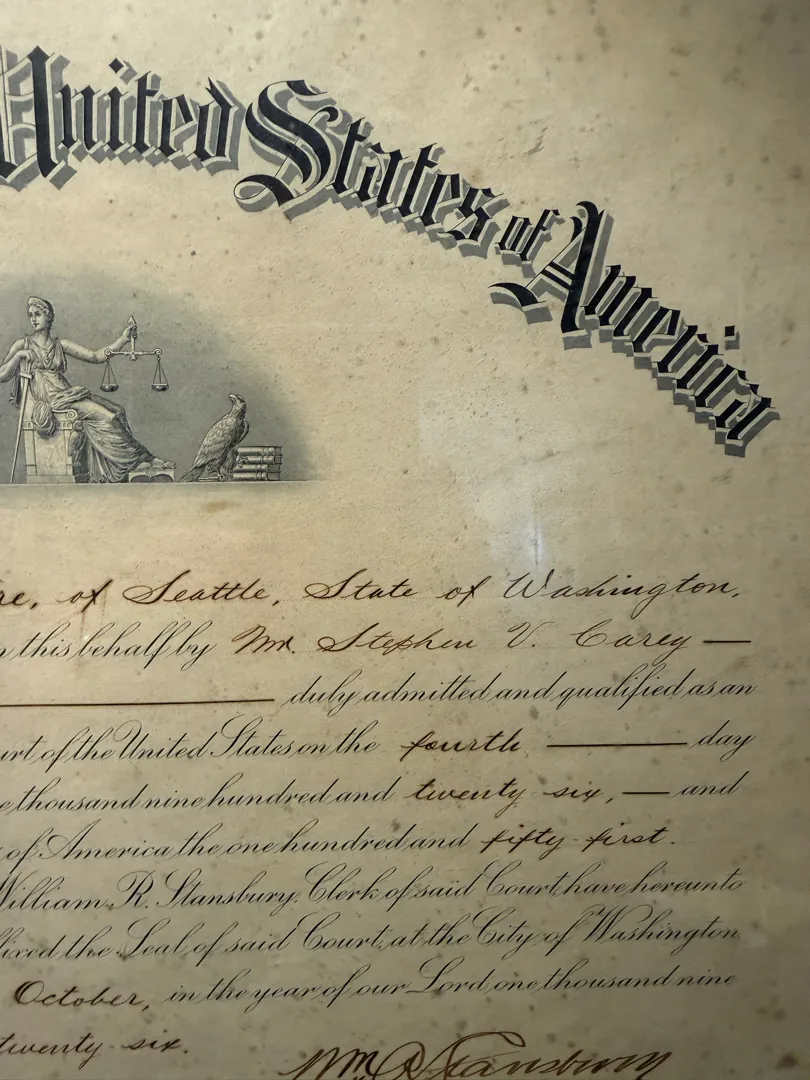 United States of America
re, of Seattle, State of Washington,
n this behalf by Mr. Stephen V. Carey —
duly admitted and qualified as an
urt of the United States on the fourth — day
e thousand nine hundred and twenty six, — and
of America the one hundred and fifty-first.
William R. Stansbury, Clerk of said Court, have hereunto
ixed the Seal of said Court, at the City of Washington
October, in the year of our Lord one thousand nine
twenty six.
Wm R Stansbury